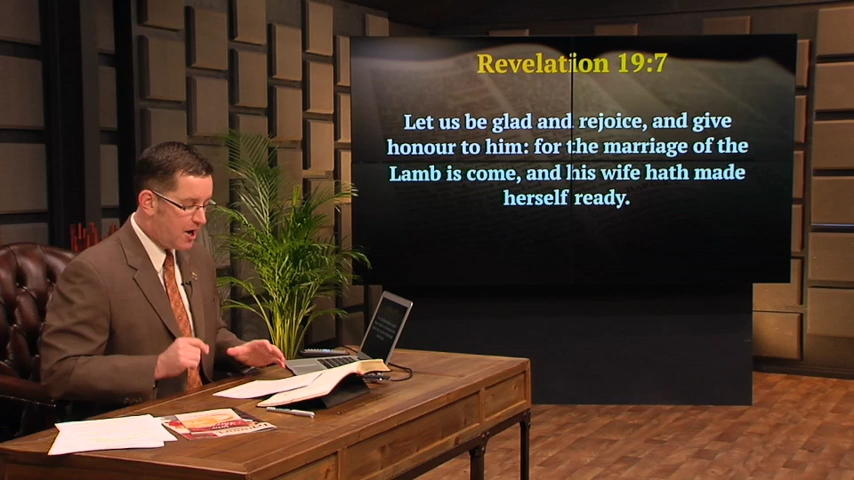 Revelation 19:7
Let us be glad and rejoice, and give
honour to him: for the marriage of the
Lamb is come, and his wife hath made
herself ready.